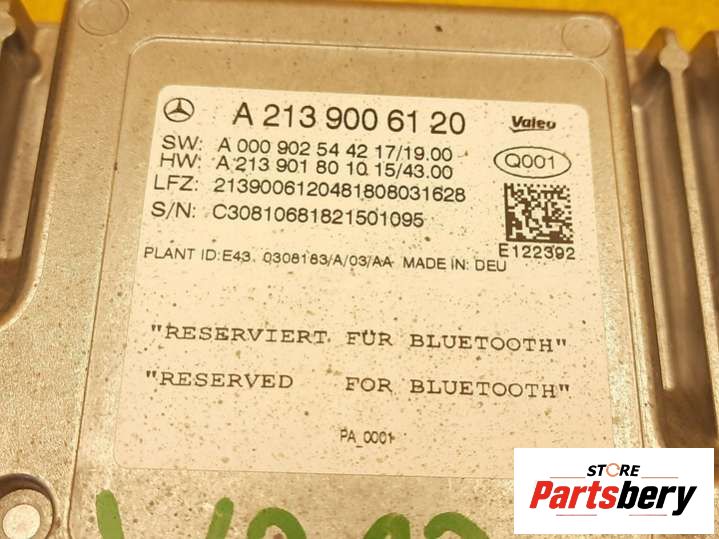 A 213 900 61 20
Valeo
SW: A 000 902 54 42 17/19.00
HW: A 213 901 80 10 15/43.00
Q001
LFZ: 2139006120481808031628
S/N: C30810681821501095
E122392
PLANT ID:E43. 0308183/A/03/AA MADE IN: DEU
"RESERVIERT FÜR BLUETOOTH"
"RESERVED FOR BLUETOOTH"
PA_0001
STORE
Partsbery